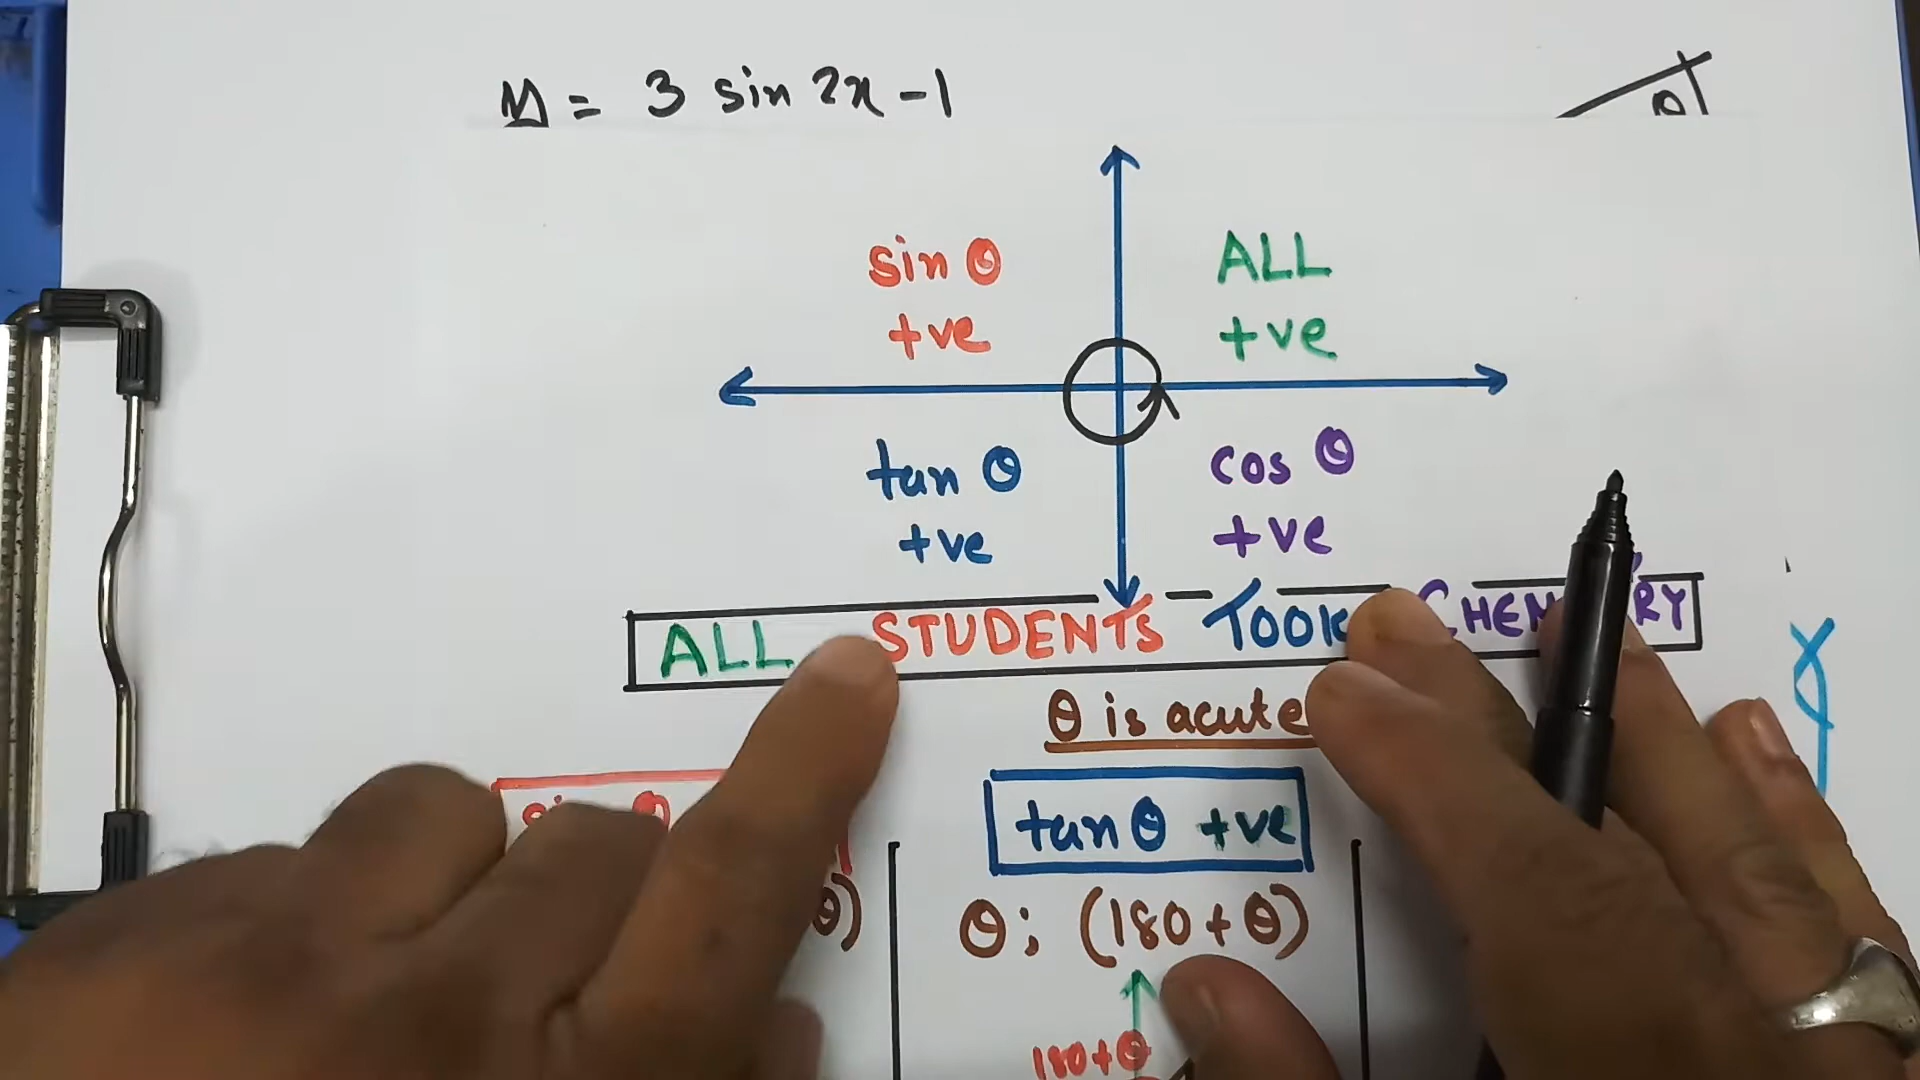 y = 3 sin 2x - 1
θ
sin θ
+ve
ALL
+ve
tan θ
+ve
cos θ
+ve
ALL STUDENTS TOOK
θ is acute
tan θ +ve
θ)
θ; (180 + θ)
180+θ